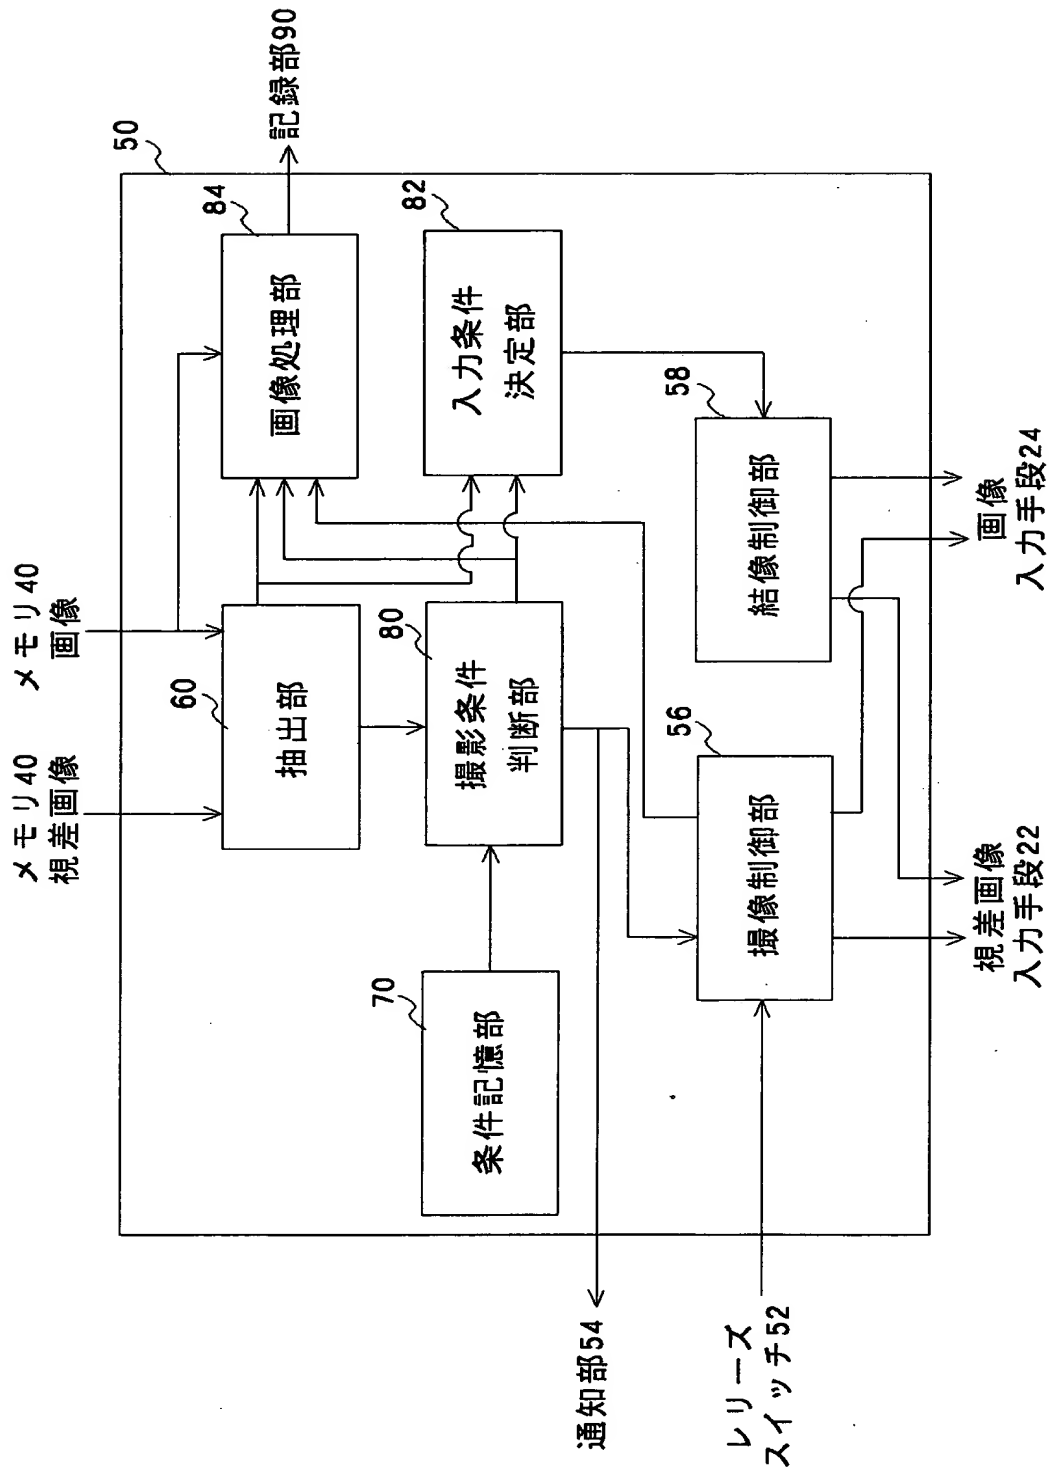 メモリ40
視差画像
メモリ40
画像
50
60
抽出部
84
画像処理部
記録部90
70
条件記憶部
80
撮影条件
判断部
82
入力条件
決定部
通知部54
レリーズ
スイッチ52
56
撮像制御部
58
結像制御部
視差画像
入力手段22
画像
入力手段24